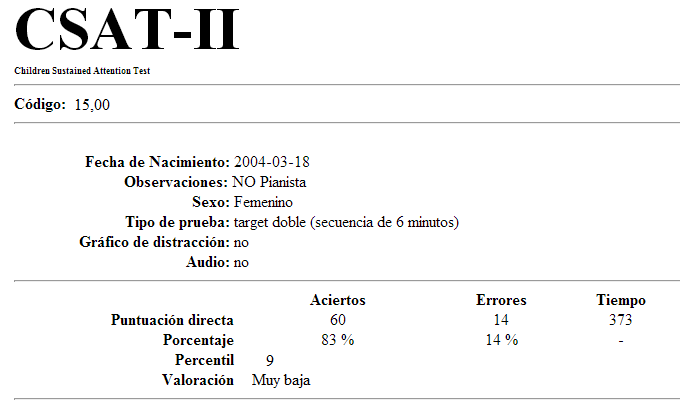 CSAT-II
Children Sustained Attention Test
Código: 15,00
Fecha de Nacimiento: 2004-03-18
Observaciones: NO Pianista
Sexo: Femenino
Tipo de prueba: target doble (secuencia de 6 minutos)
Gráfico de distracción: no
Audio: no
Aciertos Errores Tiempo
Puntuación directa 60 14 373
Porcentaje 83 % 14 % -
Percentil 9
Valoración Muy baja